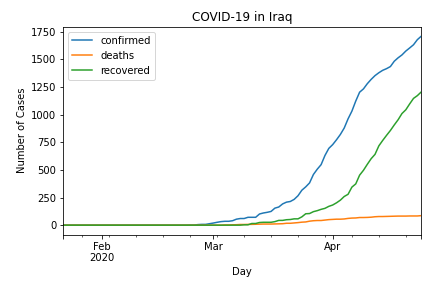 COVID-19 in Iraq
confirmed
deaths
recovered
Number of Cases
1750
1500
1250
1000
750
500
250
0
Feb
2020
Mar
Apr
Day